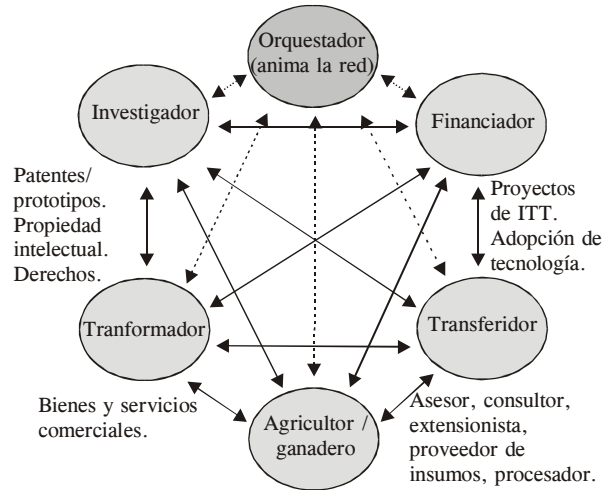 Orquestador
(anima la red)
Investigador
Financiador
Patentes/
prototipos.
Propiedad
intelectual.
Derechos.
Proyectos
de ITT.
Adopción de
tecnología.
Tranformador
Transferidor
Bienes y servicios
comerciales.
Agricultor /
ganadero
Asesor, consultor,
extensionista,
proveedor de
insumos, procesador.